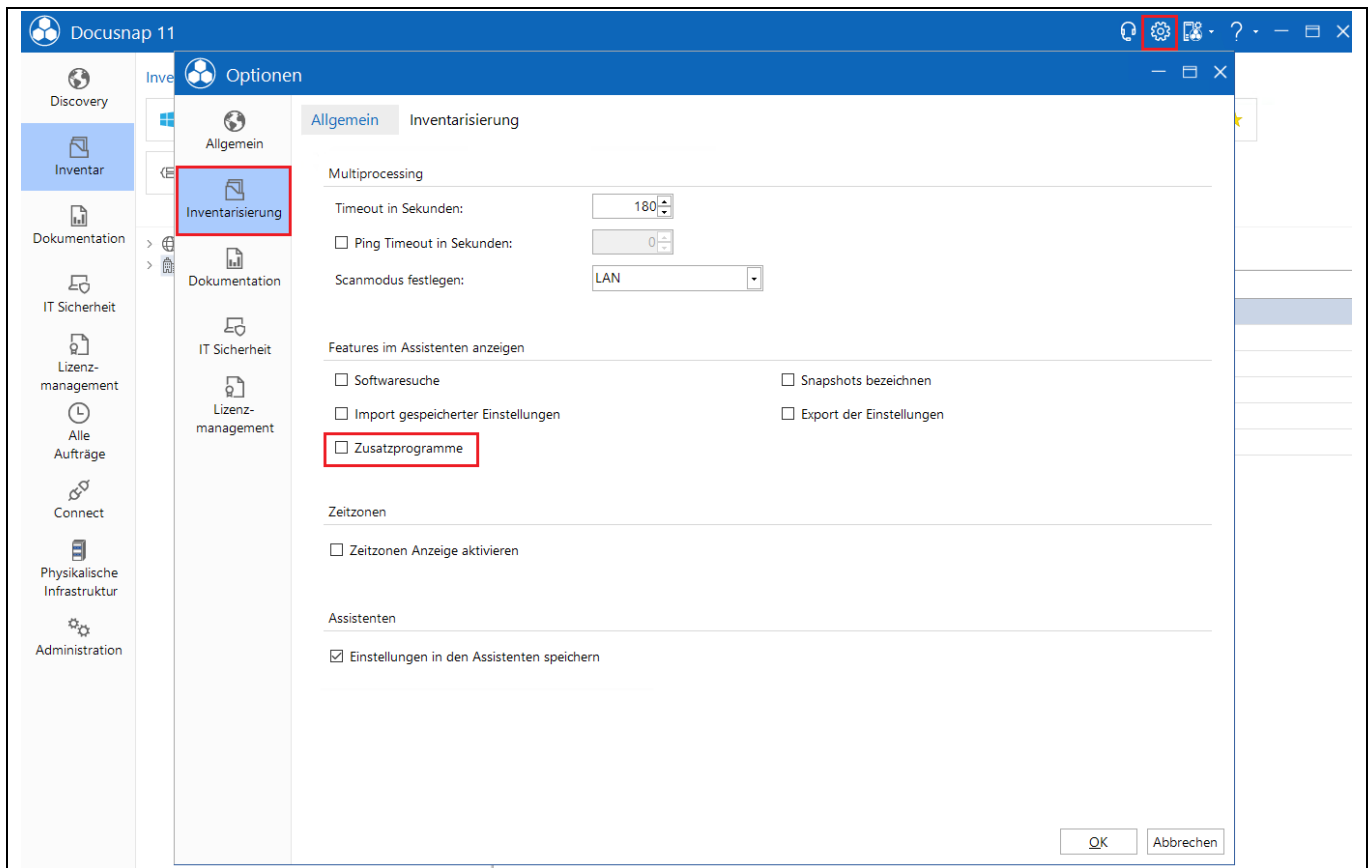 Docusnap 11
?
Discovery
Inventar
Dokumentation
IT Sicherheit
Lizenz-
management
Alle
Aufträge
Connect
Physikalische
Infrastruktur
Administration
Inve
Optionen
Allgemein
Inventarisierung
Dokumentation
IT Sicherheit
Lizenz-
management
Allgemein Inventarisierung
Multiprocessing
Timeout in Sekunden: 180
Ping Timeout in Sekunden: 0
Scanmodus festlegen: LAN
Features im Assistenten anzeigen
Softwaresuche Snapshots bezeichnen
Import gespeicherter Einstellungen Export der Einstellungen
Zusatzprogramme
Zeitzonen
Zeitzonen Anzeige aktivieren
Assistenten
Einstellungen in den Assistenten speichern
OK Abbrechen